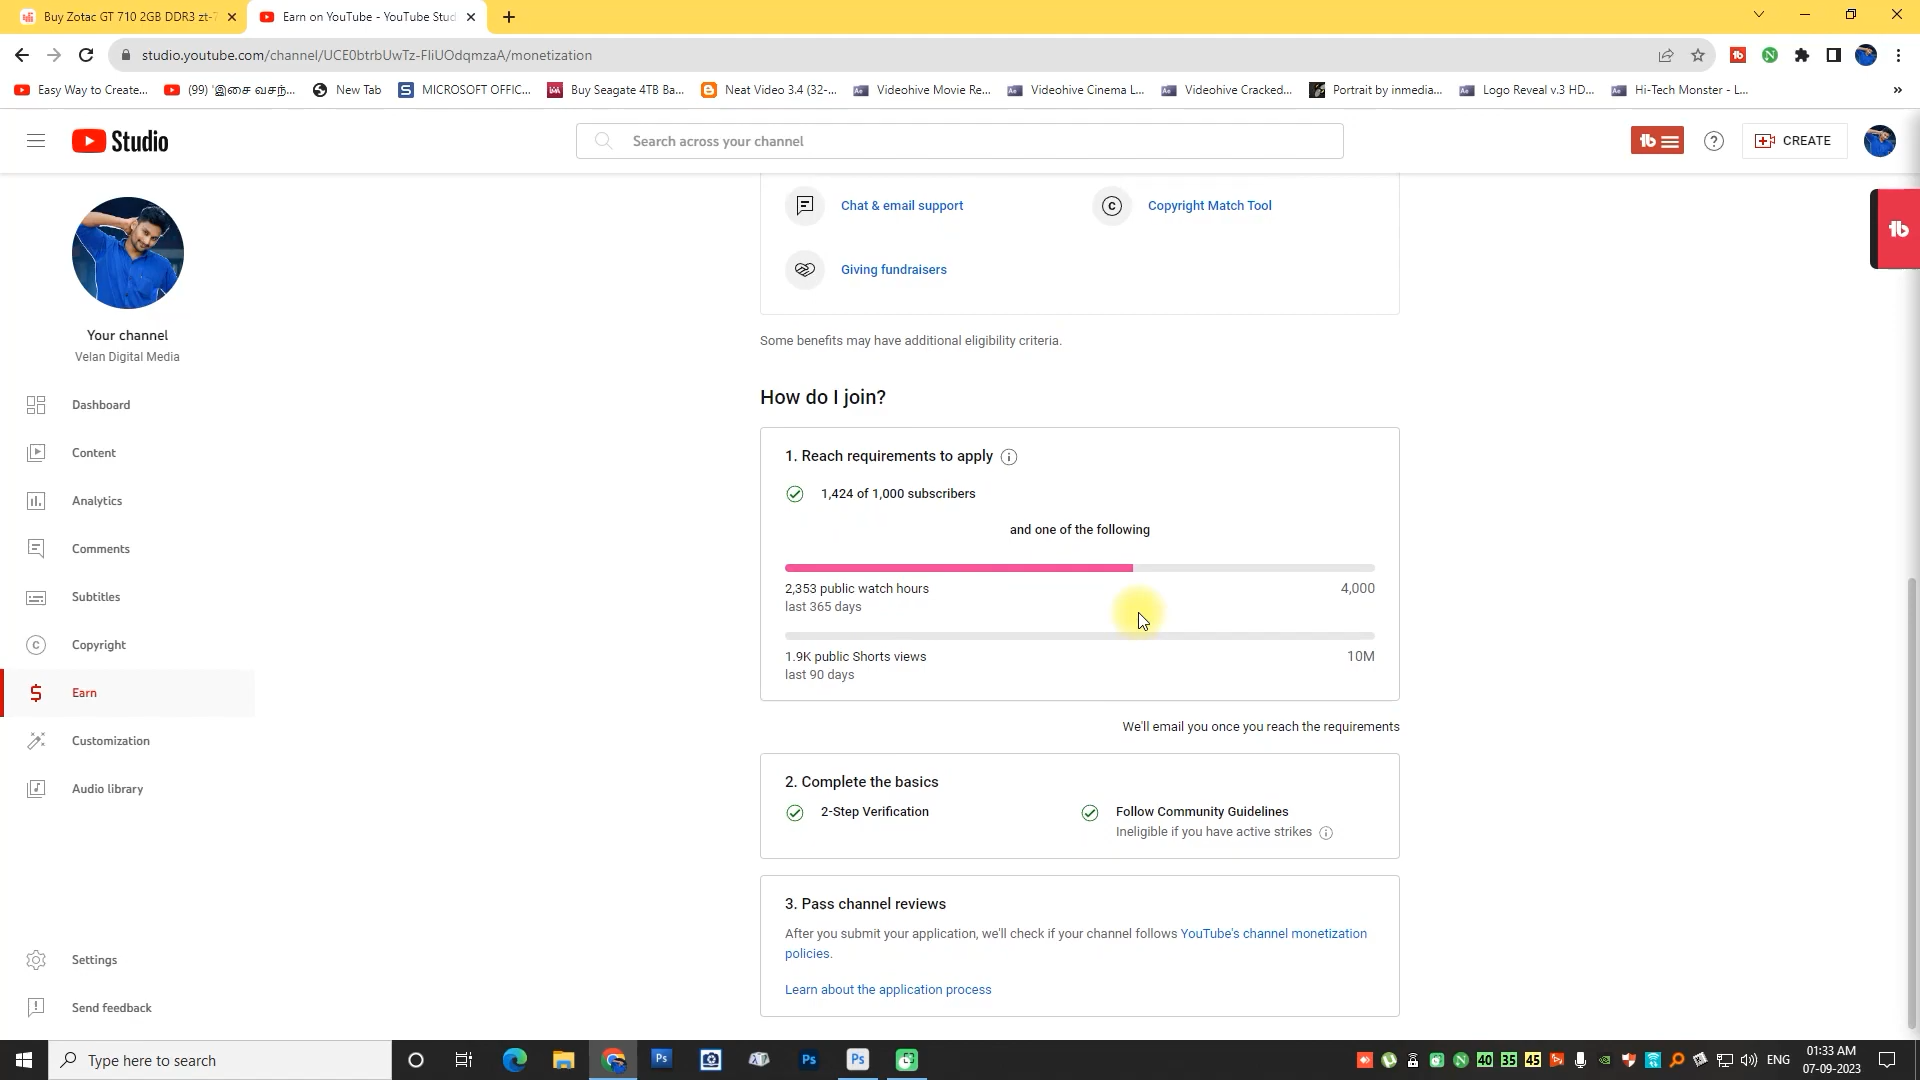 Buy Zotac GT 710 2GB DDR3 zt-7
Earn on YouTube - YouTube Stud
studio.youtube.com/channel/UCE0btrbUwTz-FIiUOdqmzaA/monetization
Easy Way to Create...
(99) 'இசை வசந்...
New Tab
MICROSOFT OFFIC...
Buy Seagate 4TB Ba...
Neat Video 3.4 (32-...
Videohive Movie Re...
Videohive Cinema L...
Videohive Cracked...
Portrait by inmedia...
Logo Reveal v.3 HD...
Hi-Tech Monster - L...
Studio
Search across your channel
CREATE
Chat & email support
Copyright Match Tool
Giving fundraisers
Some benefits may have additional eligibility criteria.
Your channel
Velan Digital Media
Dashboard
Content
Analytics
Comments
Subtitles
Copyright
Earn
Customization
Audio library
Settings
Send feedback
How do I join?
1. Reach requirements to apply
1,424 of 1,000 subscribers
and one of the following
2,353 public watch hours
4,000
last 365 days
1.9K public Shorts views
10M
last 90 days
We'll email you once you reach the requirements
2. Complete the basics
2-Step Verification
Follow Community Guidelines
Ineligible if you have active strikes
3. Pass channel reviews
After you submit your application, we'll check if your channel follows YouTube's channel monetization
policies.
Learn about the application process
Type here to search
40
35
45
ENG
01:33 AM
07-09-2023